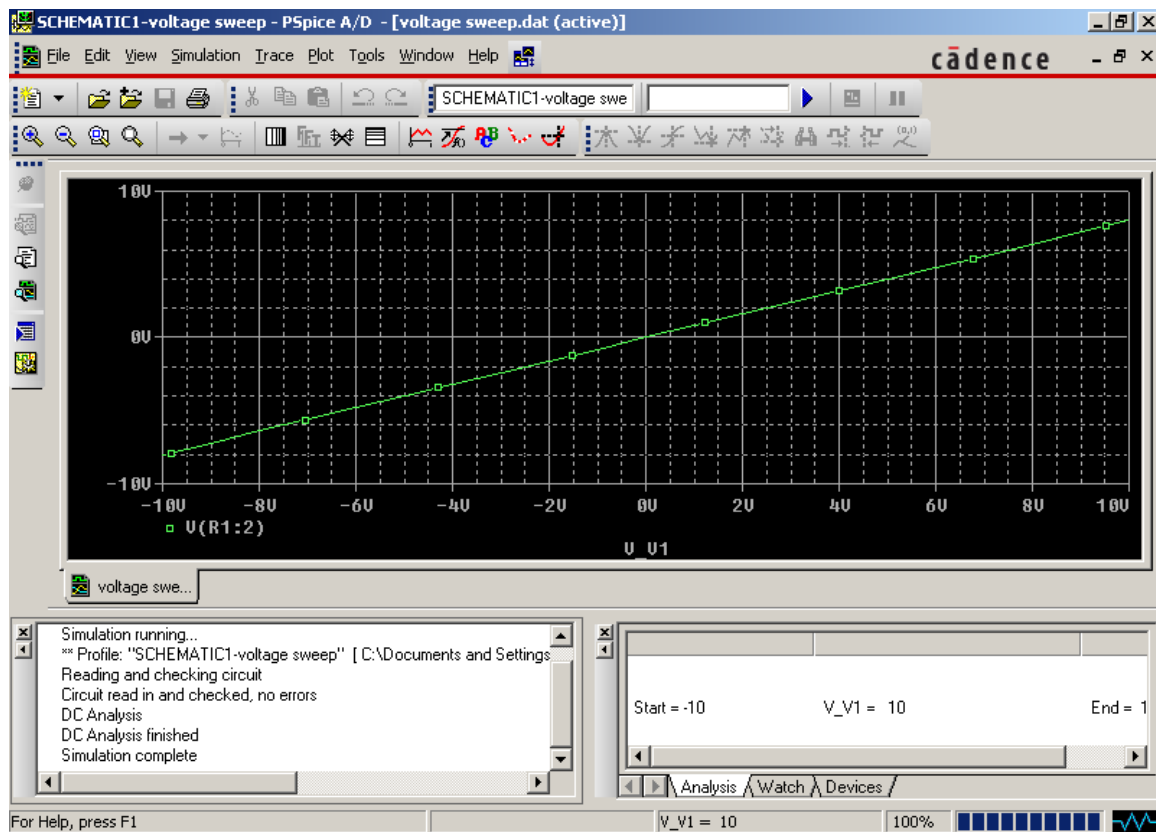 SCHEMATIC1-voltage sweep - PSpice A/D - [voltage sweep.dat (active)]
File Edit View Simulation Trace Plot Tools Window Help
cādence
SCHEMATIC1-voltage swe
10V
0V
-10V
-10V -8V -6V -4V -2V 0V 2V 4V 6V 8V 10V
V(R1:2)
V_V1
voltage swe...
Simulation running...
** Profile: "SCHEMATIC1-voltage sweep" [ C:\Documents and Settings
Reading and checking circuit
Circuit read in and checked, no errors
DC Analysis
DC Analysis finished
Simulation complete
Start = -10 V_V1 = 10 End = 1
Analysis Watch Devices
For Help, press F1 V_V1 = 10 100%